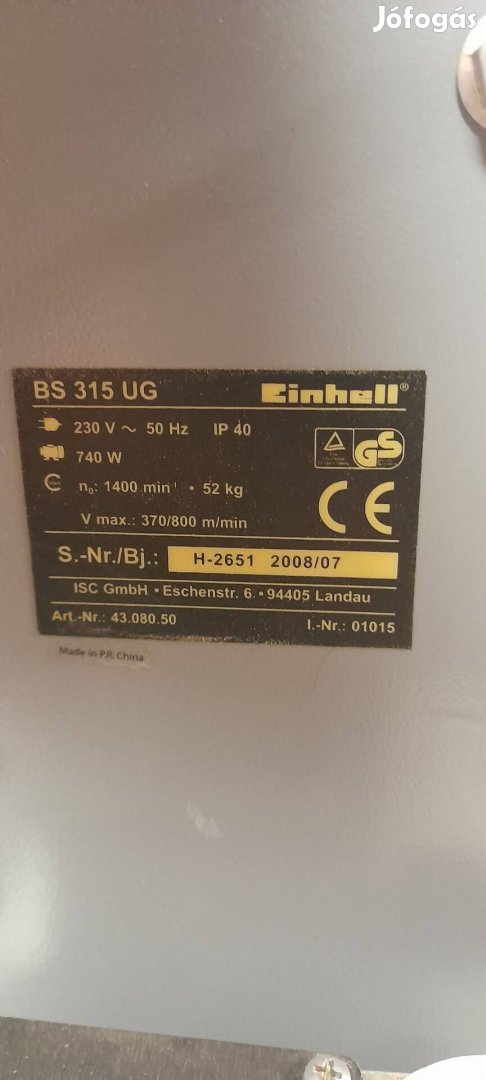 Jófogás
BS 315 UG Einhell®
230 V ~ 50 Hz IP 40
740 W
n₀: 1400 min⁻ • 52 kg
V max.: 370/800 m/min
GS
CE
S.-Nr./Bj.: H-2651 2008/07
ISC GmbH • Eschenstr. 6. • 94405 Landau
Art.-Nr.: 43.080.50 I.-Nr.: 01015
Made in P.R. China